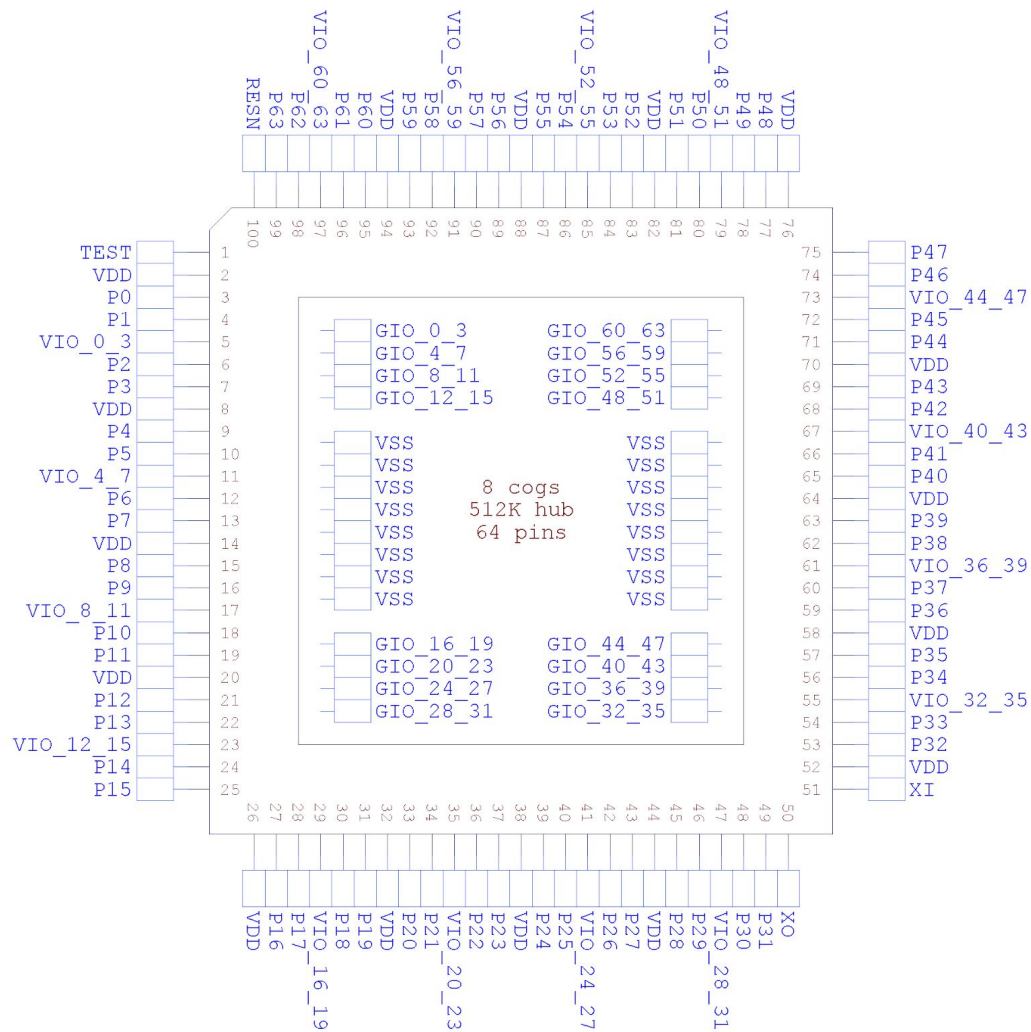 RESN
P63
P62
VIO_60_63
P61
P60
VDD
P59
P58
VIO_56_59
P57
P56
VDD
P55
P54
VIO_52_55
P53
P52
VDD
P51
P50
VIO_48_51
P49
P48
VDD
100
99
98
97
96
95
94
93
92
91
90
89
88
87
86
85
84
83
82
81
80
79
78
77
76
TEST 1
VDD 2
P0 3
P1 4
VIO_0_3 5
P2 6
P3 7
VDD 8
P4 9
P5 10
VIO_4_7 11
P6 12
P7 13
VDD 14
P8 15
P9 16
VIO_8_11 17
P10 18
P11 19
VDD 20
P12 21
P13 22
VIO_12_15 23
P14 24
P15 25
GIO_0_3
GIO_4_7
GIO_8_11
GIO_12_15
GIO_60_63
GIO_56_59
GIO_52_55
GIO_48_51
VSS
VSS
VSS
VSS
VSS
VSS
VSS
VSS
8 cogs
512K hub
64 pins
VSS
VSS
VSS
VSS
VSS
VSS
VSS
VSS
GIO_16_19
GIO_20_23
GIO_24_27
GIO_28_31
GIO_44_47
GIO_40_43
GIO_36_39
GIO_32_35
75 P47
74 P46
73 VIO_44_47
72 P45
71 P44
70 VDD
69 P43
68 P42
67 VIO_40_43
66 P41
65 P40
64 VDD
63 P39
62 P38
61 VIO_36_39
60 P37
59 P36
58 VDD
57 P35
56 P34
55 VIO_32_35
54 P33
53 P32
52 VDD
51 XI
26
27
28
29
30
31
32
33
34
35
36
37
38
39
40
41
42
43
44
45
46
47
48
49
50
VDD
P16
P17
VIO_16_19
P18
P19
VDD
P20
P21
VIO_20_23
P22
P23
VDD
P24
P25
VIO_24_27
P26
P27
VDD
P28
P29
VIO_28_31
P30
P31
XO